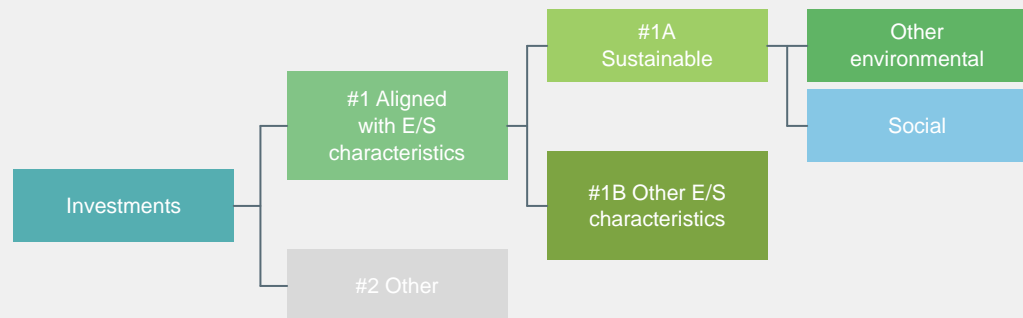 #1A
Sustainable
Other
environmental
#1 Aligned
with E/S
characteristics
Social
Investments
#1B Other E/S
characteristics
#2 Other